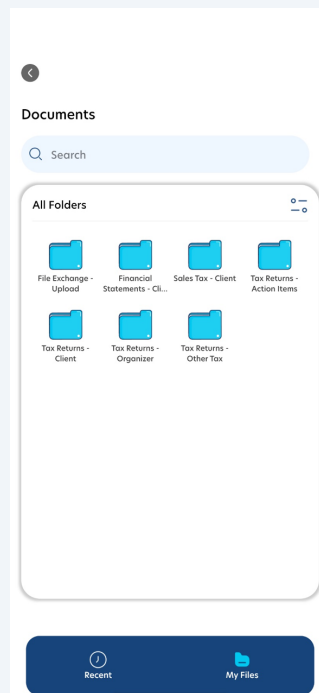 Documents
Search
All Folders
File Exchange -
Upload
Financial
Statements - Cli...
Sales Tax - Client
Tax Returns -
Action Items
Tax Returns -
Client
Tax Returns -
Organizer
Tax Returns -
Other Tax
Recent
My Files